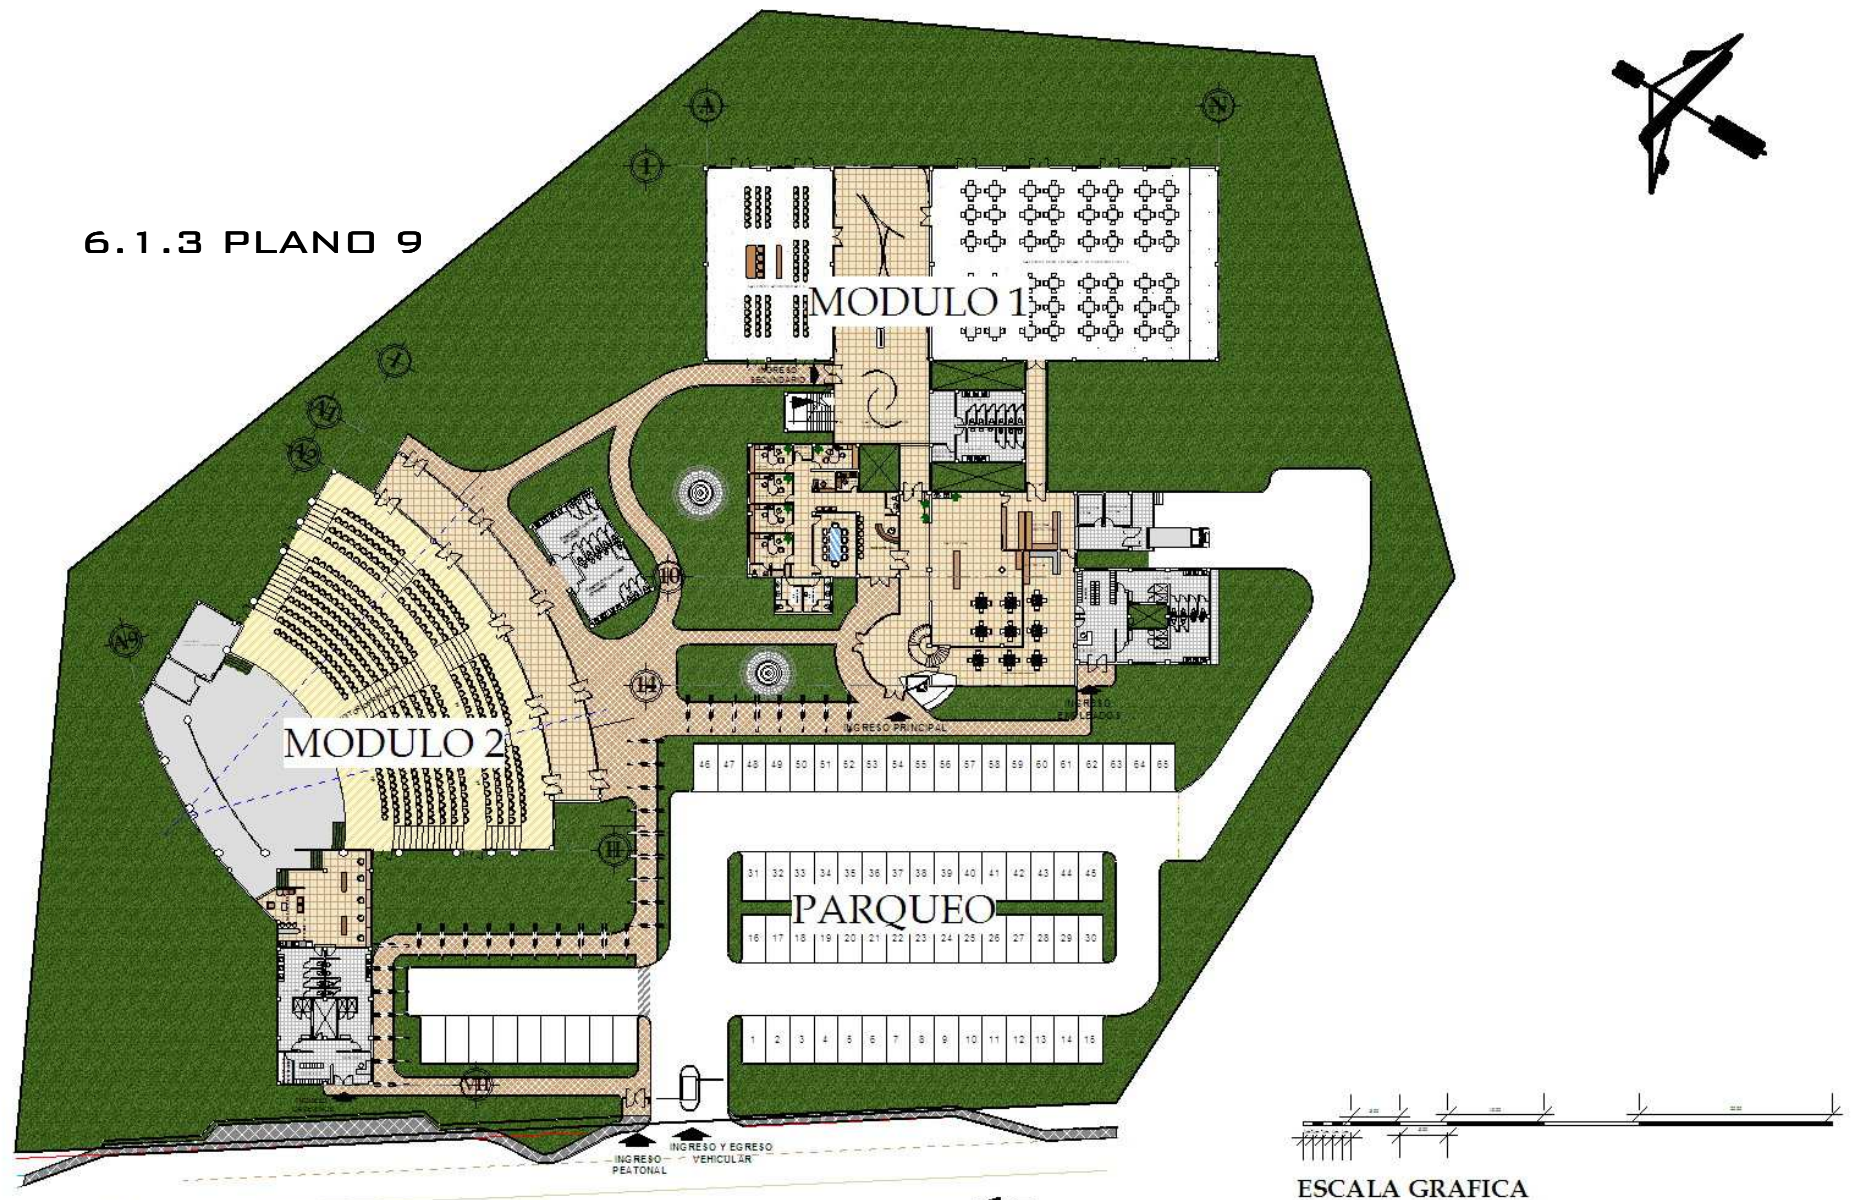 A
N
1
6.1.3 PLANO 9
MODULO 1
X
INGRESO
SECUNDARIO
10
14
INGRESO
EMPLEADOS
INGRESO PRINCIPAL
MODULO 2
46 47 48 49 50 51 52 53 54 55 56 57 58 59 60 61 62 63 64 65
31 32 33 34 35 36 37 38 39 40 41 42 43 44 45
PARQUEO
16 17 18 19 20 21 22 23 24 25 26 27 28 29 30
1 2 3 4 5 6 7 8 9 10 11 12 13 14 15
VII
INGRESO
PEATONAL
INGRESO Y EGRESO
VEHICULAR
ESCALA GRAFICA